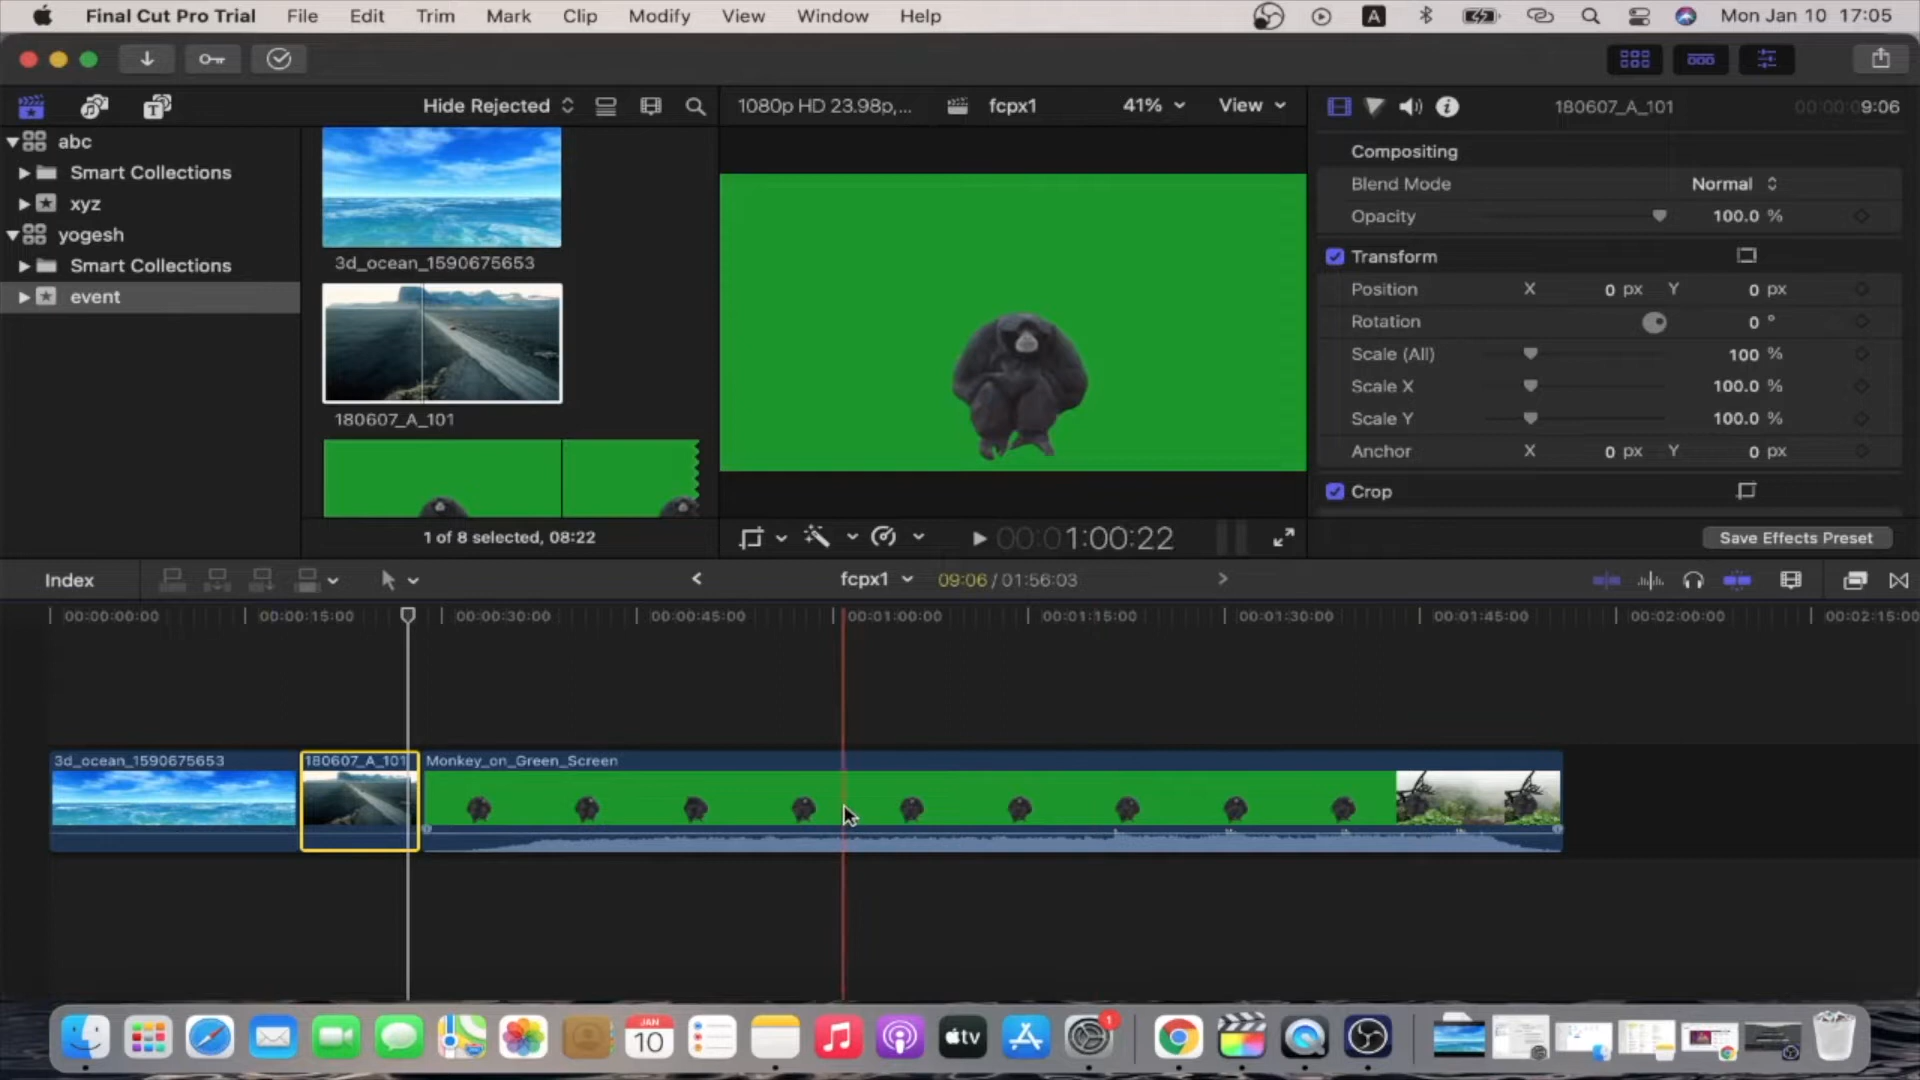 Final Cut Pro Trial File Edit Trim Mark Clip Modify View Window Help A Mon Jan 10 17:05
Hide Rejected 1080p HD 23.98p,... fcpx1 41% View 180607_A_101 00:00:09:06
abc
Smart Collections
xyz
yogesh
Smart Collections
event
3d_ocean_1590675653
180607_A_101
1 of 8 selected, 08:22
00:01:00:22
Compositing
Blend Mode Normal
Opacity 100.0 %
Transform
Position X 0 px Y 0 px
Rotation 0 °
Scale (All) 100 %
Scale X 100.0 %
Scale Y 100.0 %
Anchor X 0 px Y 0 px
Crop
Save Effects Preset
Index fcpx1 09:06 / 01:56:03
00:00:00:00 00:00:15:00 00:00:30:00 00:00:45:00 00:01:00:00 00:01:15:00 00:01:30:00 00:01:45:00 00:02:00:00 00:02:15:00
3d_ocean_1590675653 180607_A_101 Monkey_on_Green_Screen
JAN
10
tv
1